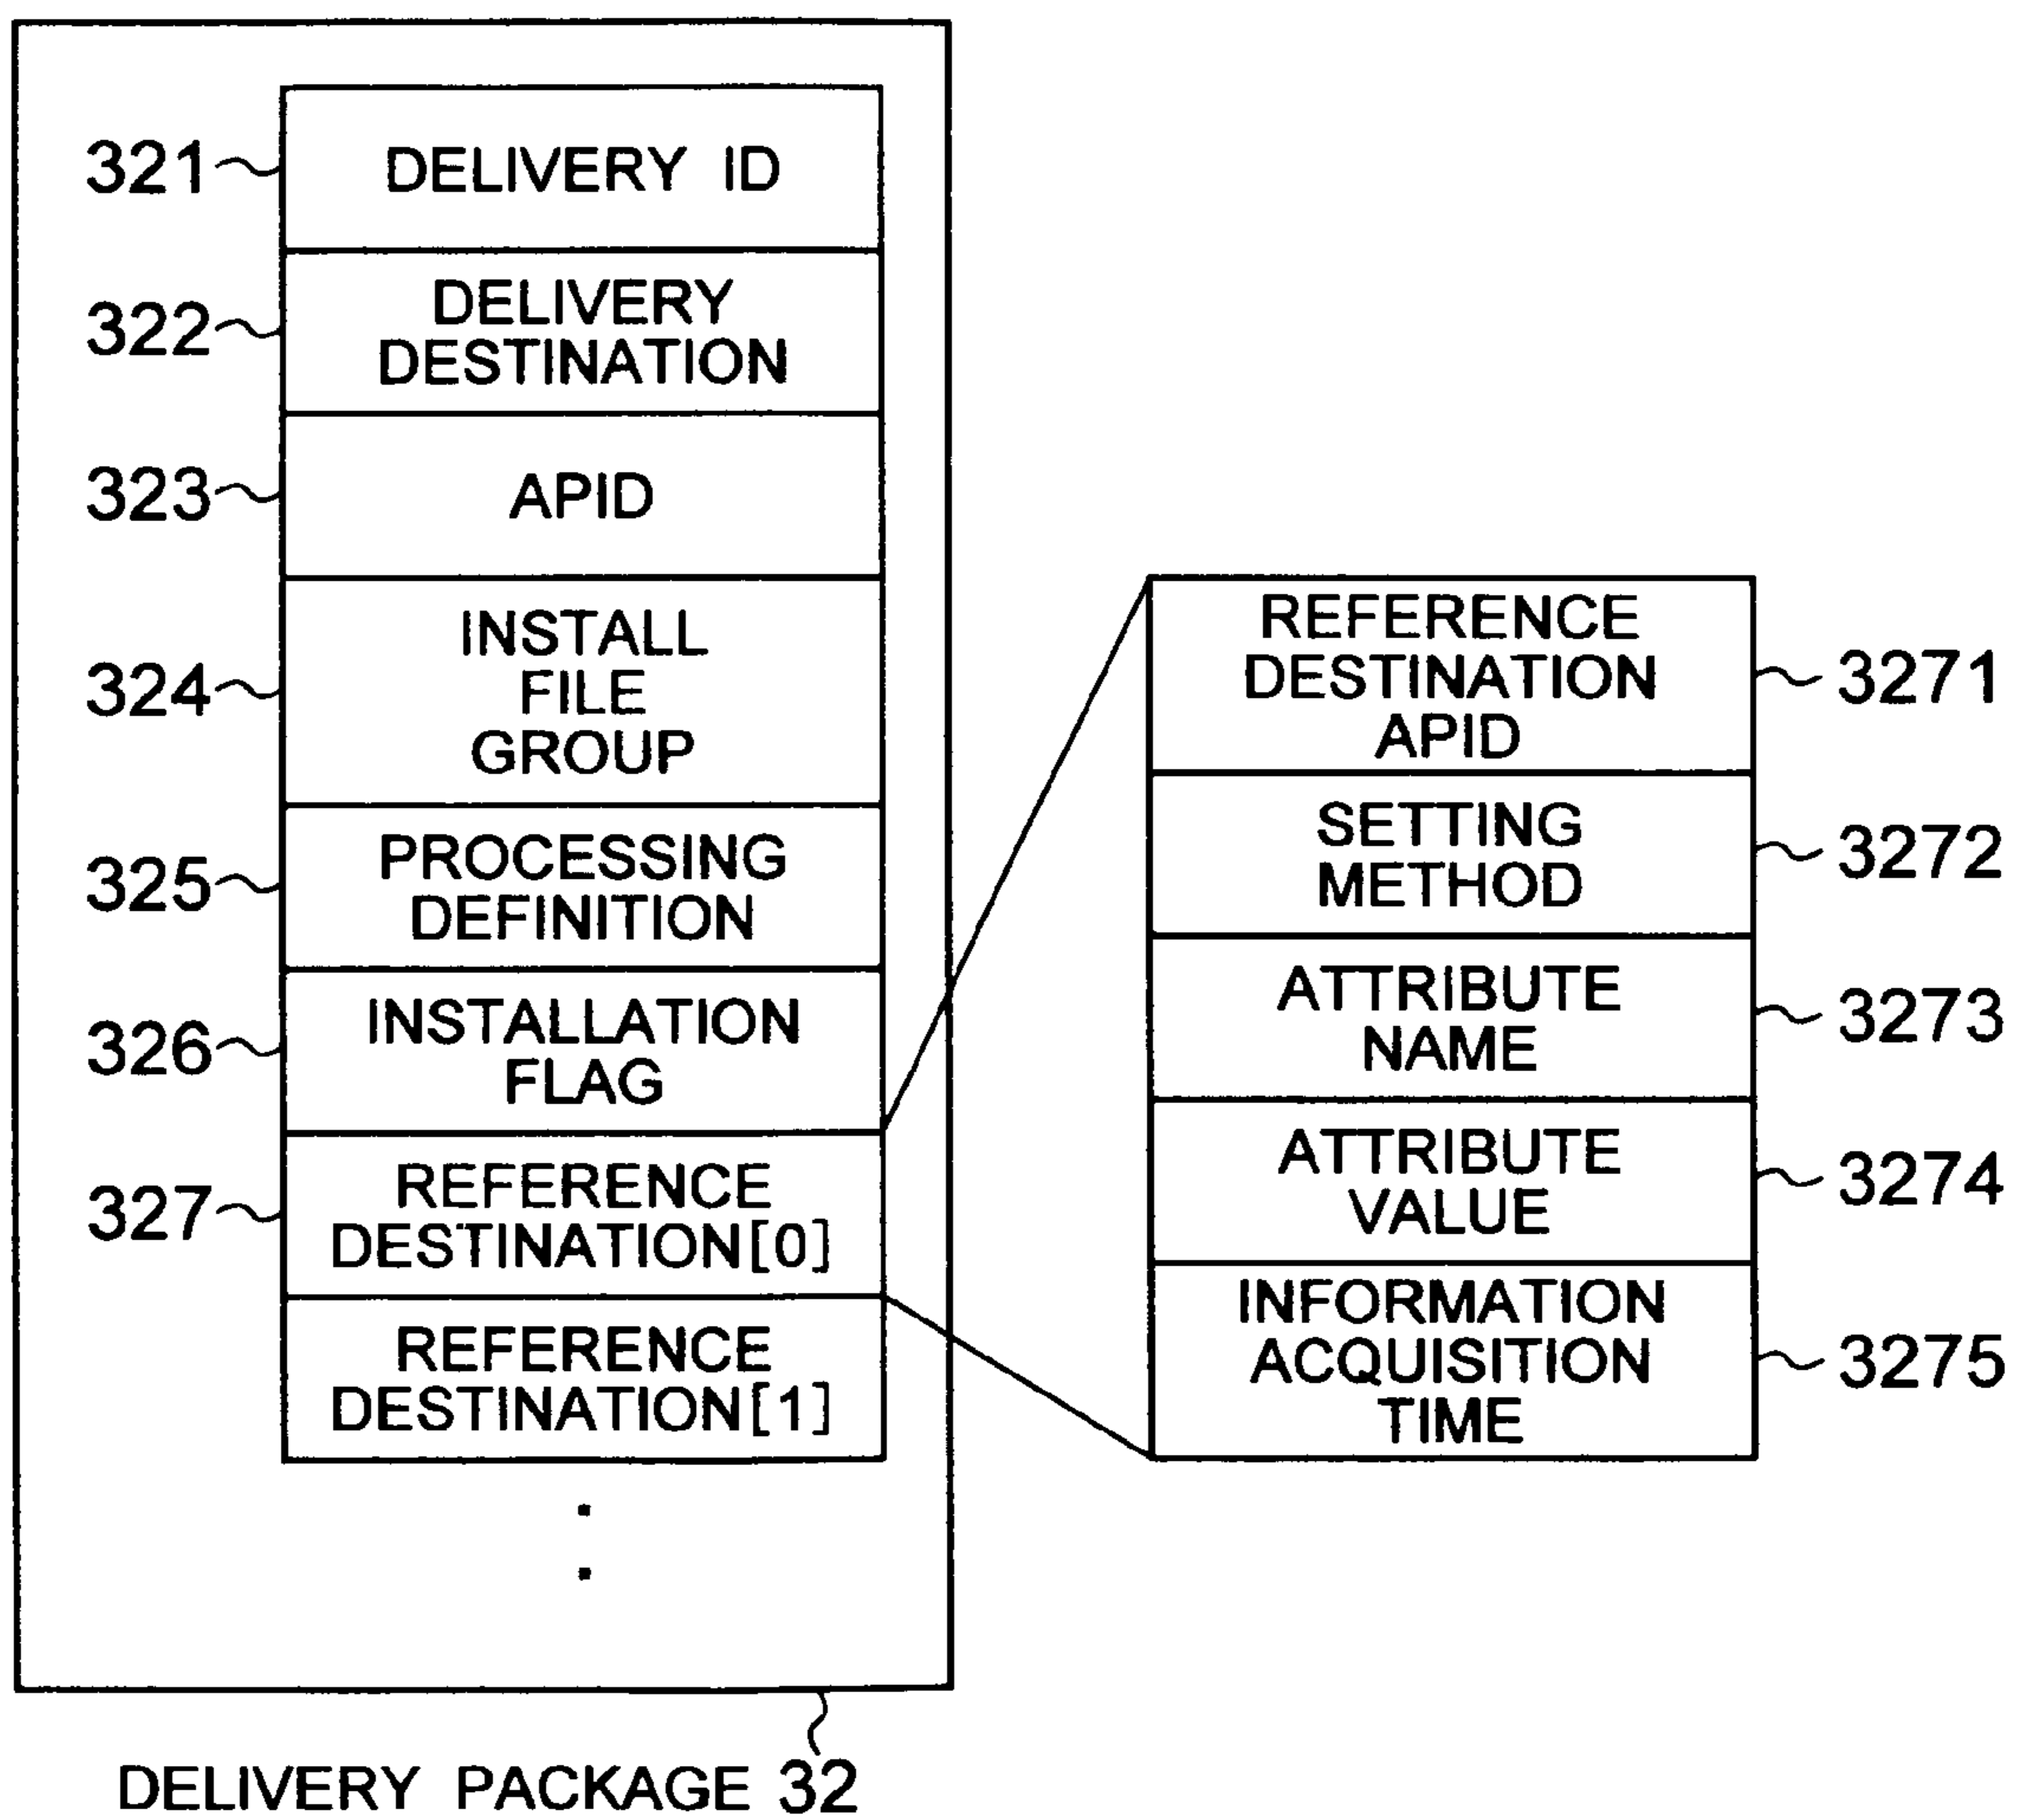 321
DELIVERY ID
322
DELIVERY
DESTINATION
323
APID
324
INSTALL
FILE
GROUP
325
PROCESSING
DEFINITION
326
INSTALLATION
FLAG
327
REFERENCE
DESTINATION[0]
REFERENCE
DESTINATION[1]
REFERENCE
DESTINATION
APID
3271
SETTING
METHOD
3272
ATTRIBUTE
NAME
3273
ATTRIBUTE
VALUE
3274
INFORMATION
ACQUISITION
TIME
3275
DELIVERY PACKAGE 32